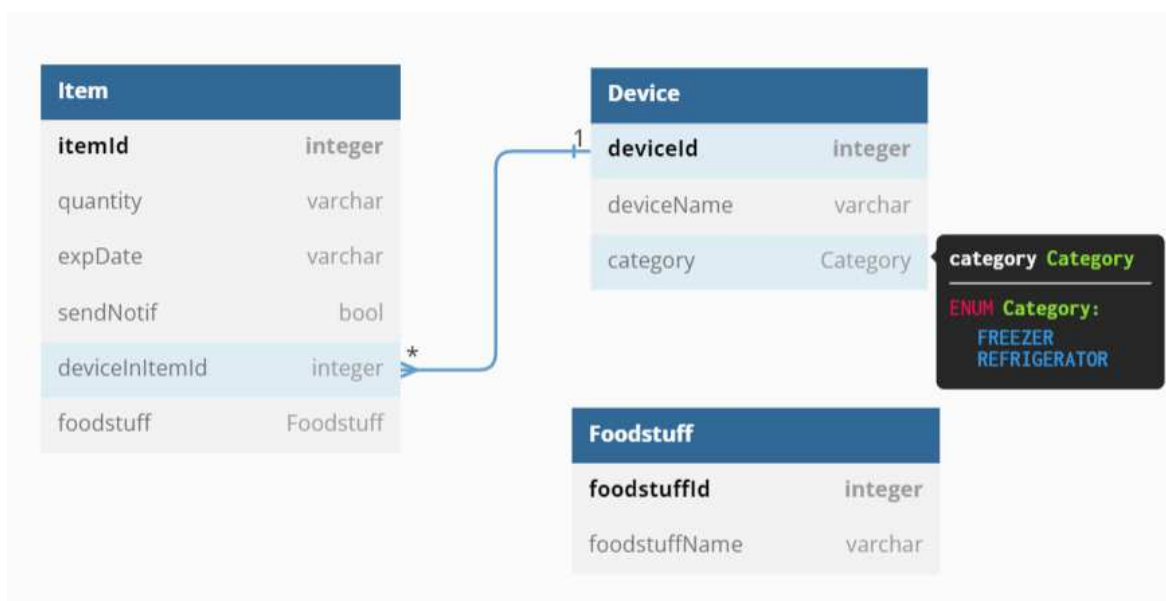 Item
itemId integer
quantity varchar
expDate varchar
sendNotif bool
deviceInItemId integer
foodstuff Foodstuff
*
1
Device
deviceId integer
deviceName varchar
category Category
category Category
ENUM Category:
FREEZER
REFRIGERATOR
Foodstuff
foodstuffId integer
foodstuffName varchar